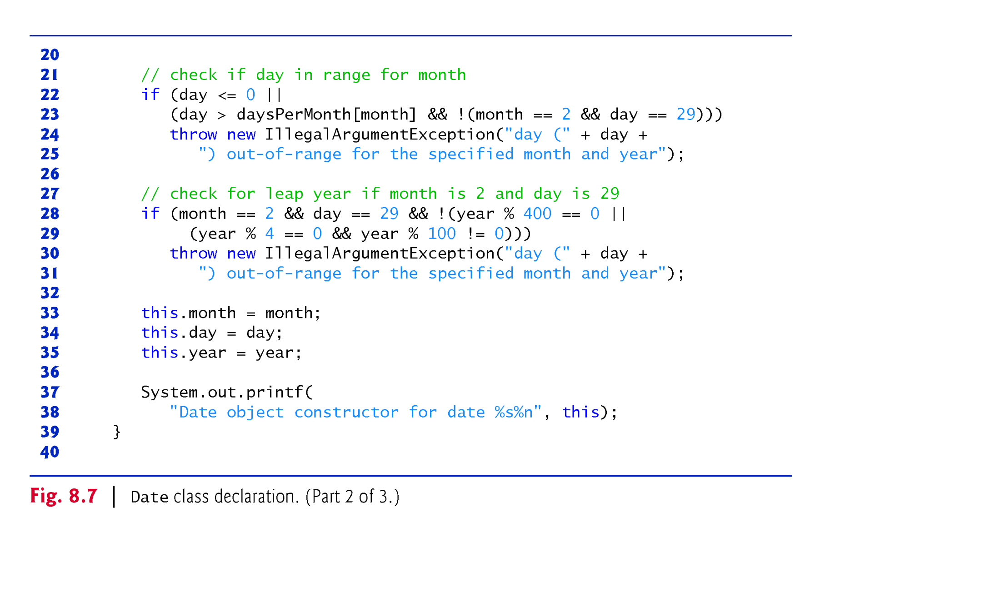 20
21 // check if day in range for month
22 if (day <= 0 ||
23 (day > daysPerMonth[month] && !(month == 2 && day == 29)))
24 throw new IllegalArgumentException("day (" + day +
25 ") out-of-range for the specified month and year");
26
27 // check for leap year if month is 2 and day is 29
28 if (month == 2 && day == 29 && !(year % 400 == 0 ||
29 (year % 4 == 0 && year % 100 != 0)))
30 throw new IllegalArgumentException("day (" + day +
31 ") out-of-range for the specified month and year");
32
33 this.month = month;
34 this.day = day;
35 this.year = year;
36
37 System.out.printf(
38 "Date object constructor for date %s%n", this);
39 }
40
Fig. 8.7 | Date class declaration. (Part 2 of 3.)